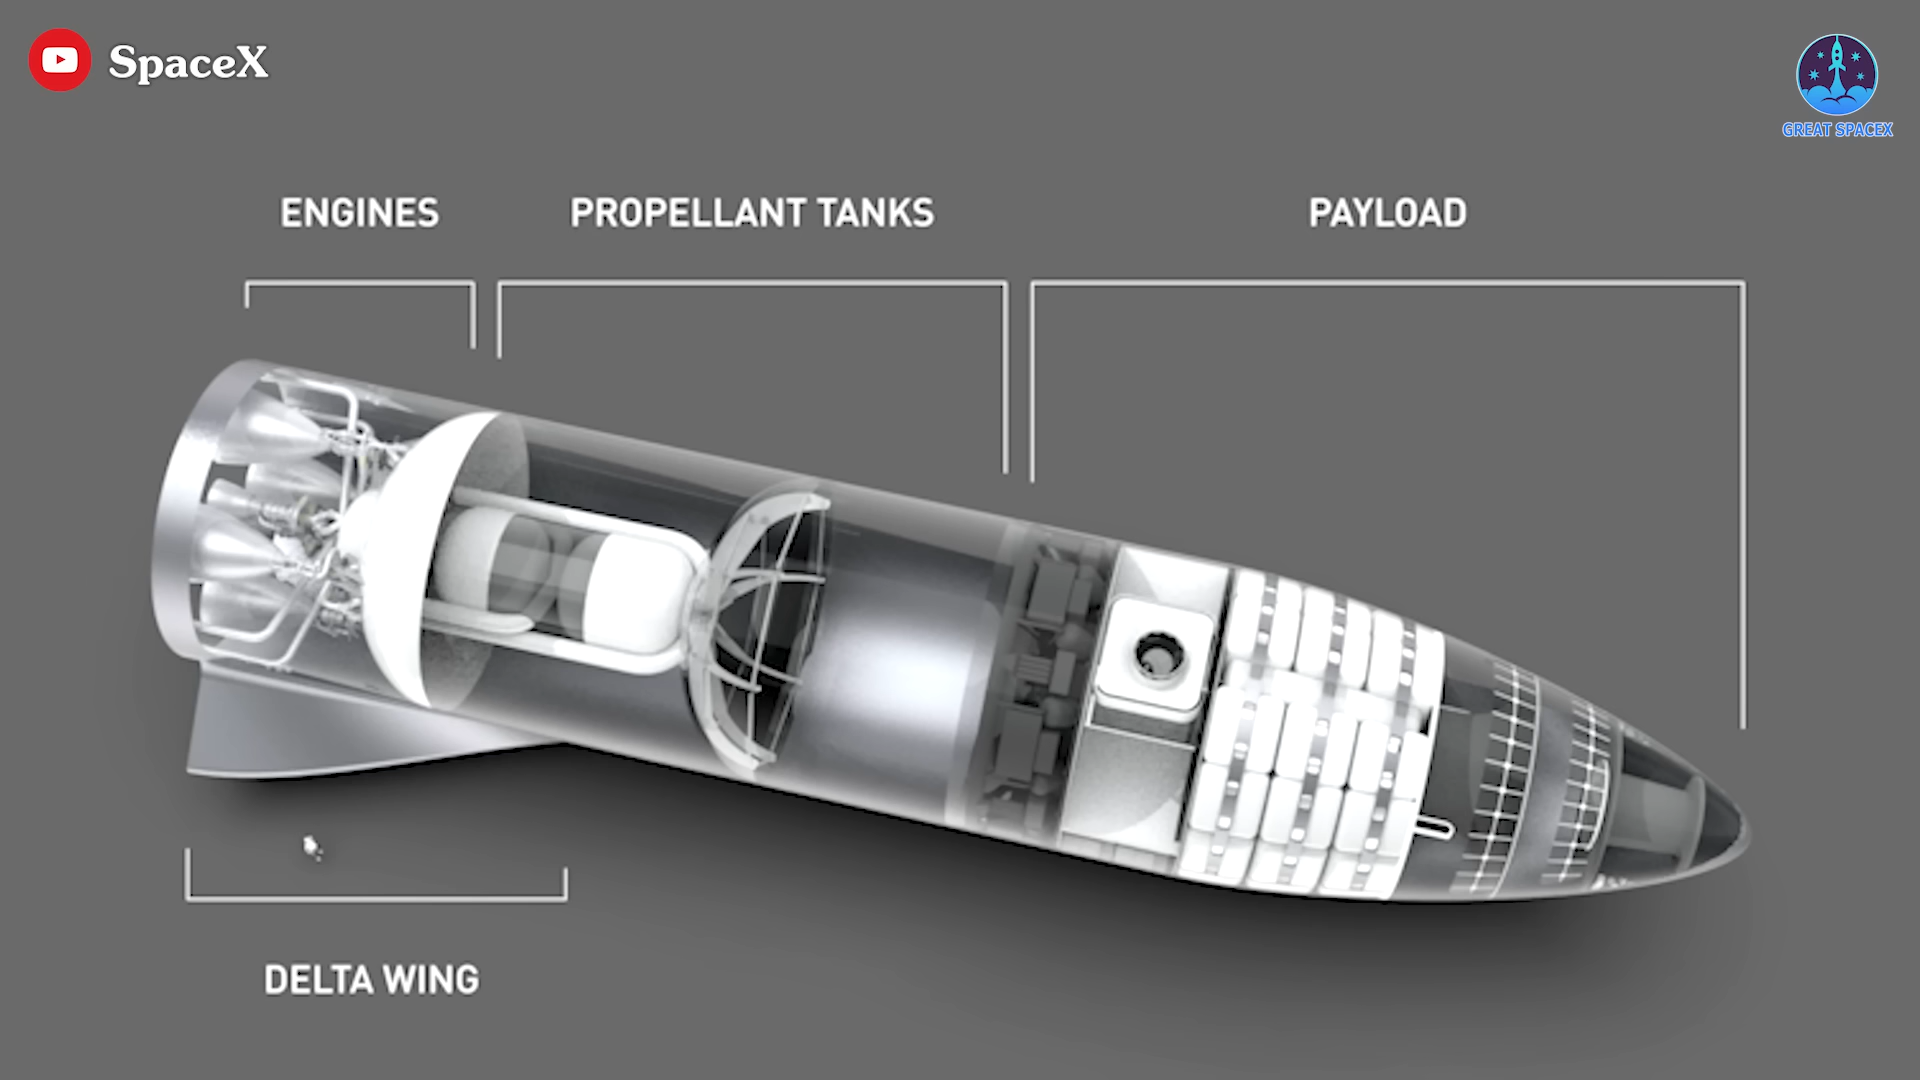 SpaceX
GREAT SPACEX
ENGINES
PROPELLANT TANKS
PAYLOAD
DELTA WING